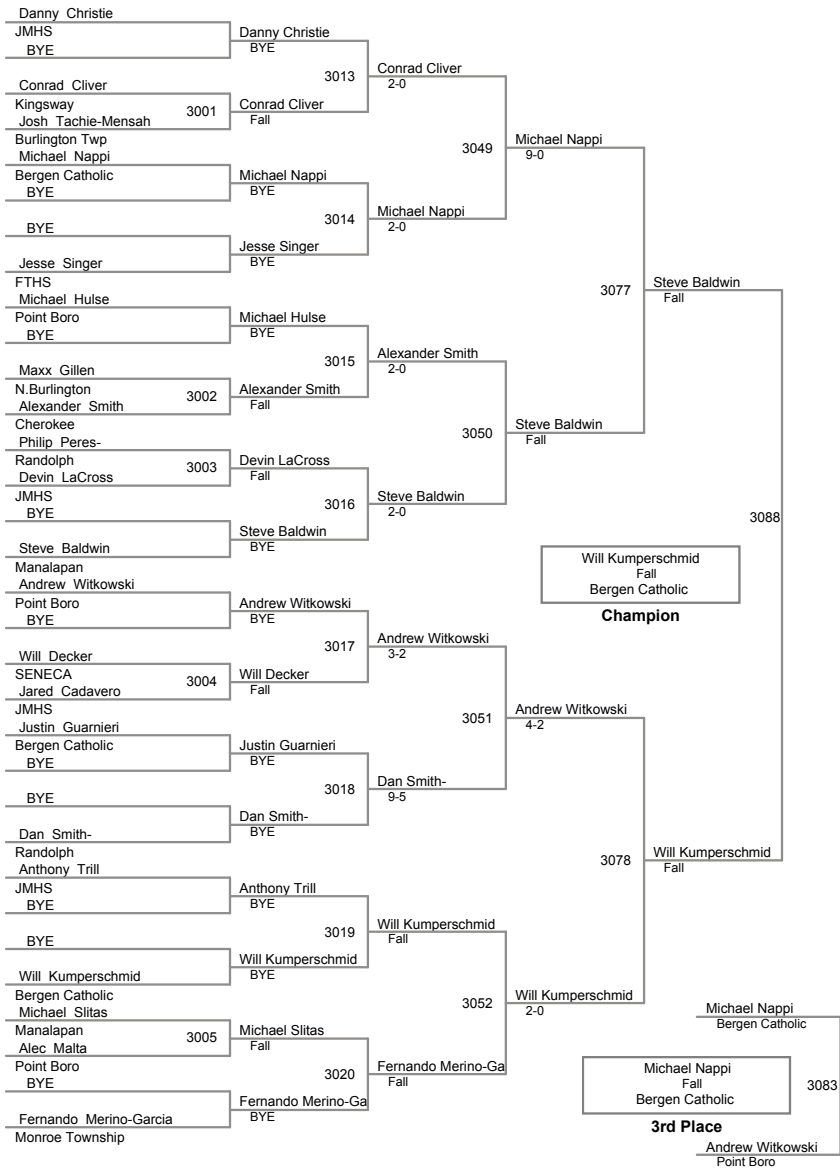 Danny Christie
JMHS
BYE
Conrad Cliver
Kingsway
Josh Tachie-Mensah
Burlington Twp
Michael Nappi
Bergen Catholic
BYE
BYE
Jesse Singer
FTHS
Michael Hulse
Point Boro
BYE
Maxx Gillen
N.Burlington
Alexander Smith
Cherokee
Philip Peres-
Randolph
Devin LaCross
JMHS
BYE
Steve Baldwin
Manalapan
Andrew Witkowski
Point Boro
BYE
Will Decker
SENECA
Jared Cadavero
JMHS
Justin Guarnieri
Bergen Catholic
BYE
BYE
Dan Smith-
Randolph
Anthony Trill
JMHS
BYE
BYE
Will Kumperschmid
Bergen Catholic
Michael Slitas
Manalapan
Alec Malta
Point Boro
BYE
Fernando Merino-Garcia
Monroe Township
3001
3002
3003
3004
3005
Danny Christie
BYE
Conrad Cliver
Fall
Michael Nappi
BYE
Jesse Singer
BYE
Michael Hulse
BYE
Alexander Smith
Fall
Devin LaCross
Fall
Steve Baldwin
BYE
Andrew Witkowski
BYE
Will Decker
Fall
Justin Guarnieri
BYE
Dan Smith-
BYE
Anthony Trill
BYE
Will Kumperschmid
BYE
Michael Slitas
Fall
Fernando Merino-Ga
BYE
3013
3014
3015
3016
3017
3018
3019
3020
Conrad Cliver
2-0
Michael Nappi
2-0
Alexander Smith
2-0
Steve Baldwin
2-0
Andrew Witkowski
3-2
Dan Smith-
9-5
Will Kumperschmid
Fall
Fernando Merino-Ga
Fall
3049
3050
3051
3052
Michael Nappi
9-0
Steve Baldwin
Fall
Andrew Witkowski
4-2
Will Kumperschmid
2-0
3077
3078
Steve Baldwin
Fall
Will Kumperschmid
Fall
3088
Will Kumperschmid
Fall
Bergen Catholic
Champion
Michael Nappi
Bergen Catholic
Michael Nappi
Fall
Bergen Catholic
3083
3rd Place
Andrew Witkowski
Point Boro